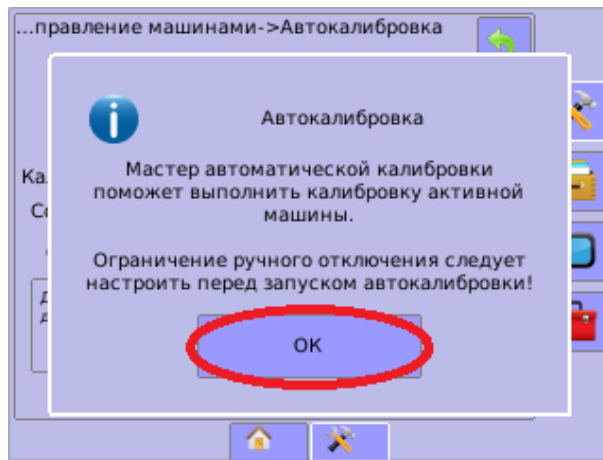 ...правление машинами->Автокалибровка
Автокалибровка
Мастер автоматической калибровки
поможет выполнить калибровку активной
машины.
Ограничение ручного отключения следует
настроить перед запуском автокалибровки!
OK